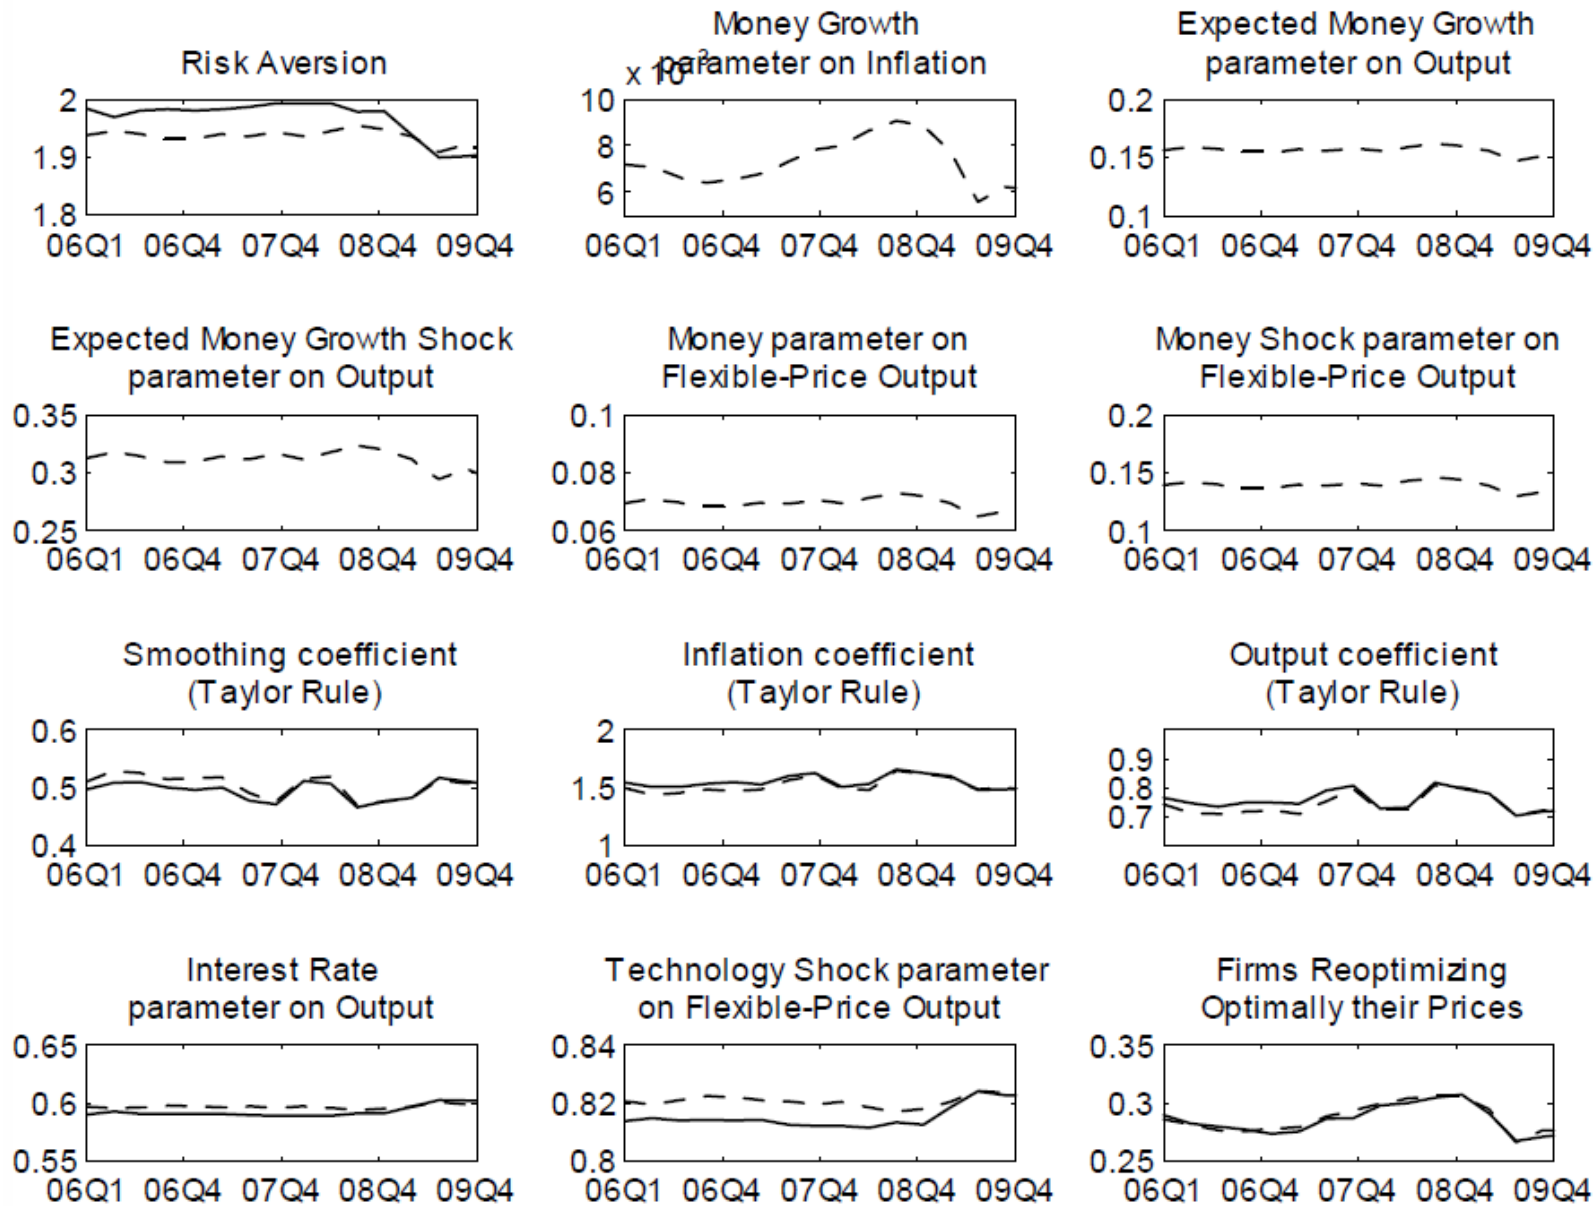 Risk Aversion
2
1.9
1.8
06Q1 06Q4 07Q4 08Q4 09Q4
Money Growth
parameter on Inflation
x 10
10
8
6
06Q1 06Q4 07Q4 08Q4 09Q4
Expected Money Growth
parameter on Output
0.2
0.15
0.1
06Q1 06Q4 07Q4 08Q4 09Q4
Expected Money Growth Shock
parameter on Output
0.35
0.3
0.25
06Q1 06Q4 07Q4 08Q4 09Q4
Money parameter on
Flexible-Price Output
0.1
0.08
0.06
06Q1 06Q4 07Q4 08Q4 09Q4
Money Shock parameter on
Flexible-Price Output
0.2
0.15
0.1
06Q1 06Q4 07Q4 08Q4 09Q4
Smoothing coefficient
(Taylor Rule)
0.6
0.5
0.4
06Q1 06Q4 07Q4 08Q4 09Q4
Inflation coefficient
(Taylor Rule)
2
1.5
1
06Q1 06Q4 07Q4 08Q4 09Q4
Output coefficient
(Taylor Rule)
0.9
0.8
0.7
06Q1 06Q4 07Q4 08Q4 09Q4
Interest Rate
parameter on Output
0.65
0.6
0.55
06Q1 06Q4 07Q4 08Q4 09Q4
Technology Shock parameter
on Flexible-Price Output
0.84
0.82
0.8
06Q1 06Q4 07Q4 08Q4 09Q4
Firms Reoptimizing
Optimally their Prices
0.35
0.3
0.25
06Q1 06Q4 07Q4 08Q4 09Q4